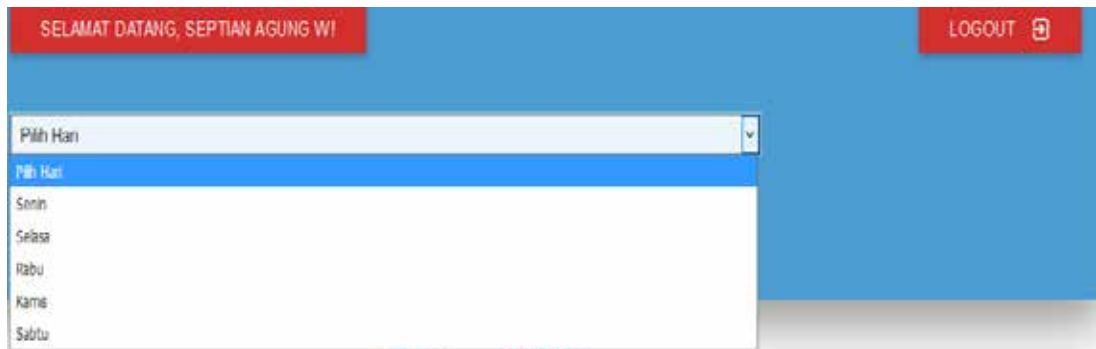 SELAMAT DATANG, SEPTIAN AGUNG W!
LOGOUT
Pilih Hari
Pilih Hari
Senin
Selasa
Rabu
Kamis
Sabtu